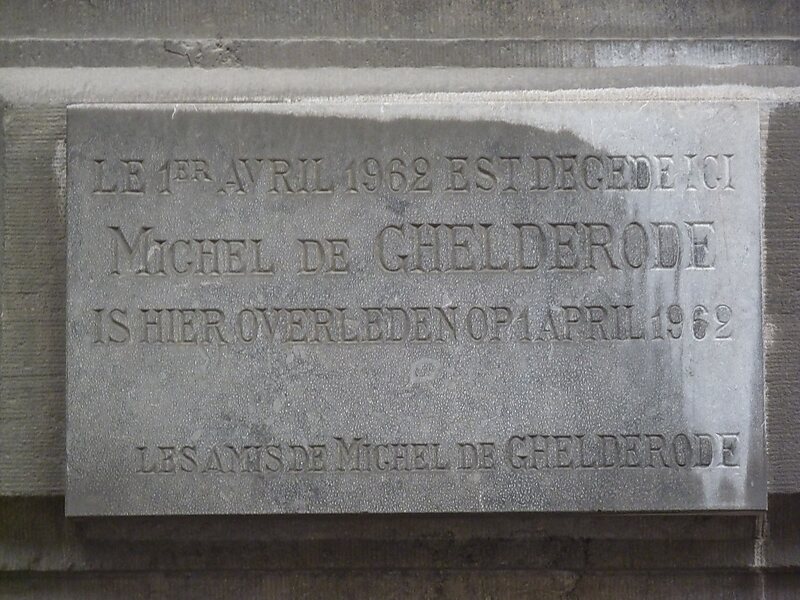 LE 1ER AVRIL 1962 EST DECEDE ICI
MICHEL DE GHELDERODE
IS HIER OVERLEDEN OP 1 APRIL 1962
LES AMIS DE MICHEL DE GHELDERODE